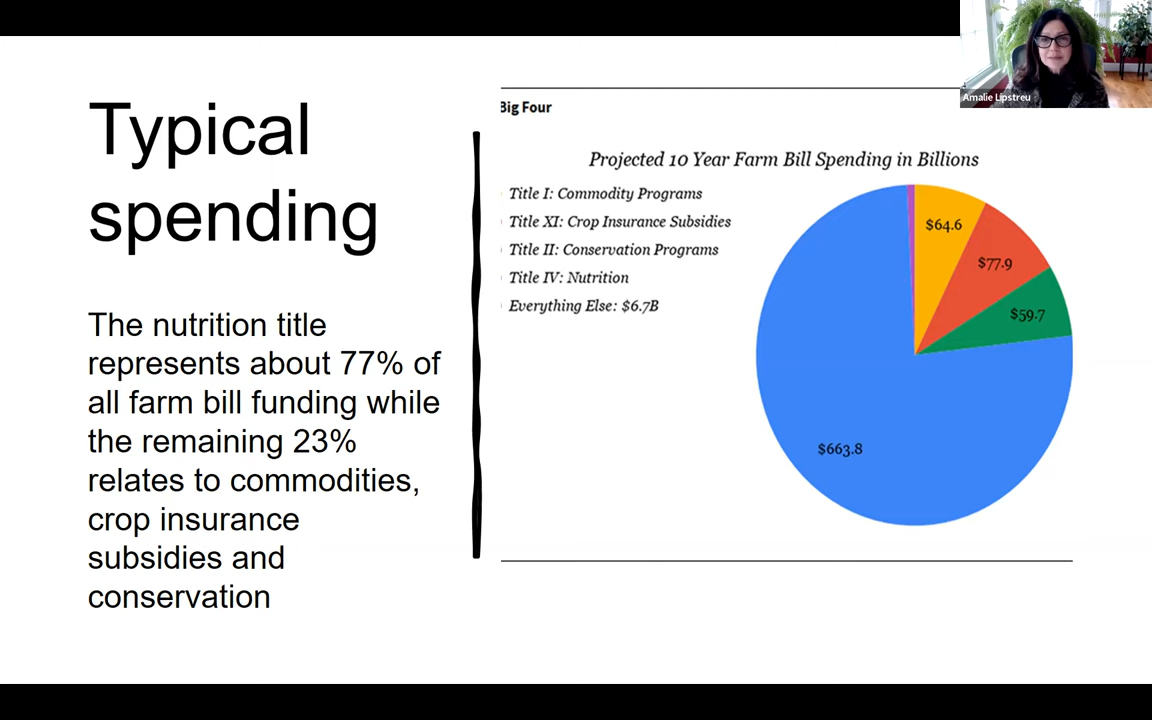 Typical
spending
The nutrition title
represents about 77% of
all farm bill funding while
the remaining 23%
relates to commodities,
crop insurance
subsidies and
conservation
Big Four
Projected 10 Year Farm Bill Spending in Billions
Title I: Commodity Programs
Title XI: Crop Insurance Subsidies
Title II: Conservation Programs
Title IV: Nutrition
Everything Else: $6.7B
$64.6
$77.9
$59.7
$663.8
Amalie Lipstreu